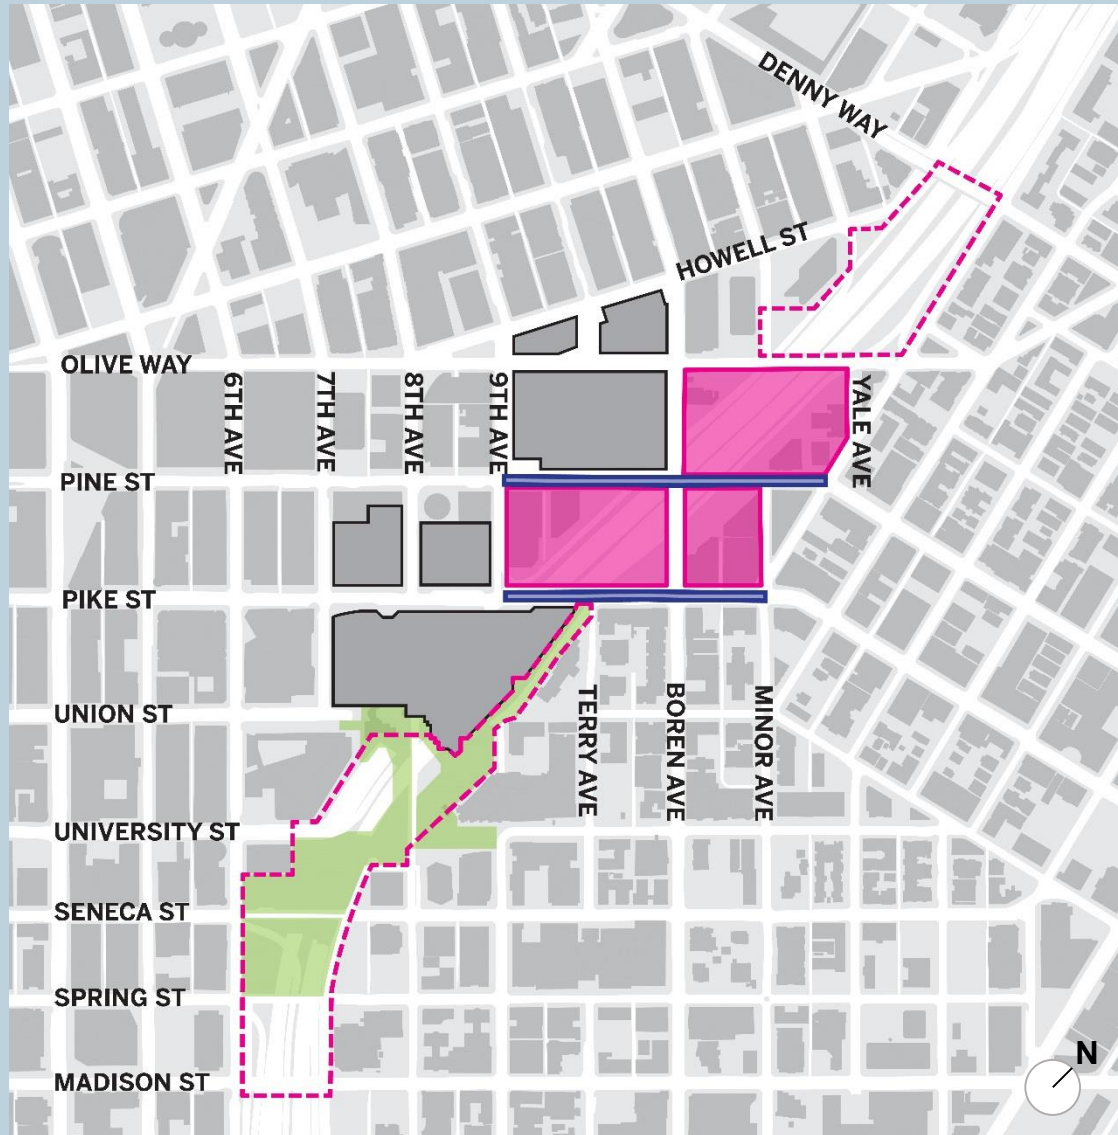 DENNY WAY
HOWELL ST
OLIVE WAY
6TH AVE
7TH AVE
8TH AVE
9TH AVE
YALE AVE
PINE ST
PIKE ST
UNION ST
TERRY AVE
BOREN AVE
MINOR AVE
UNIVERSITY ST
SENECA ST
SPRING ST
MADISON ST
N